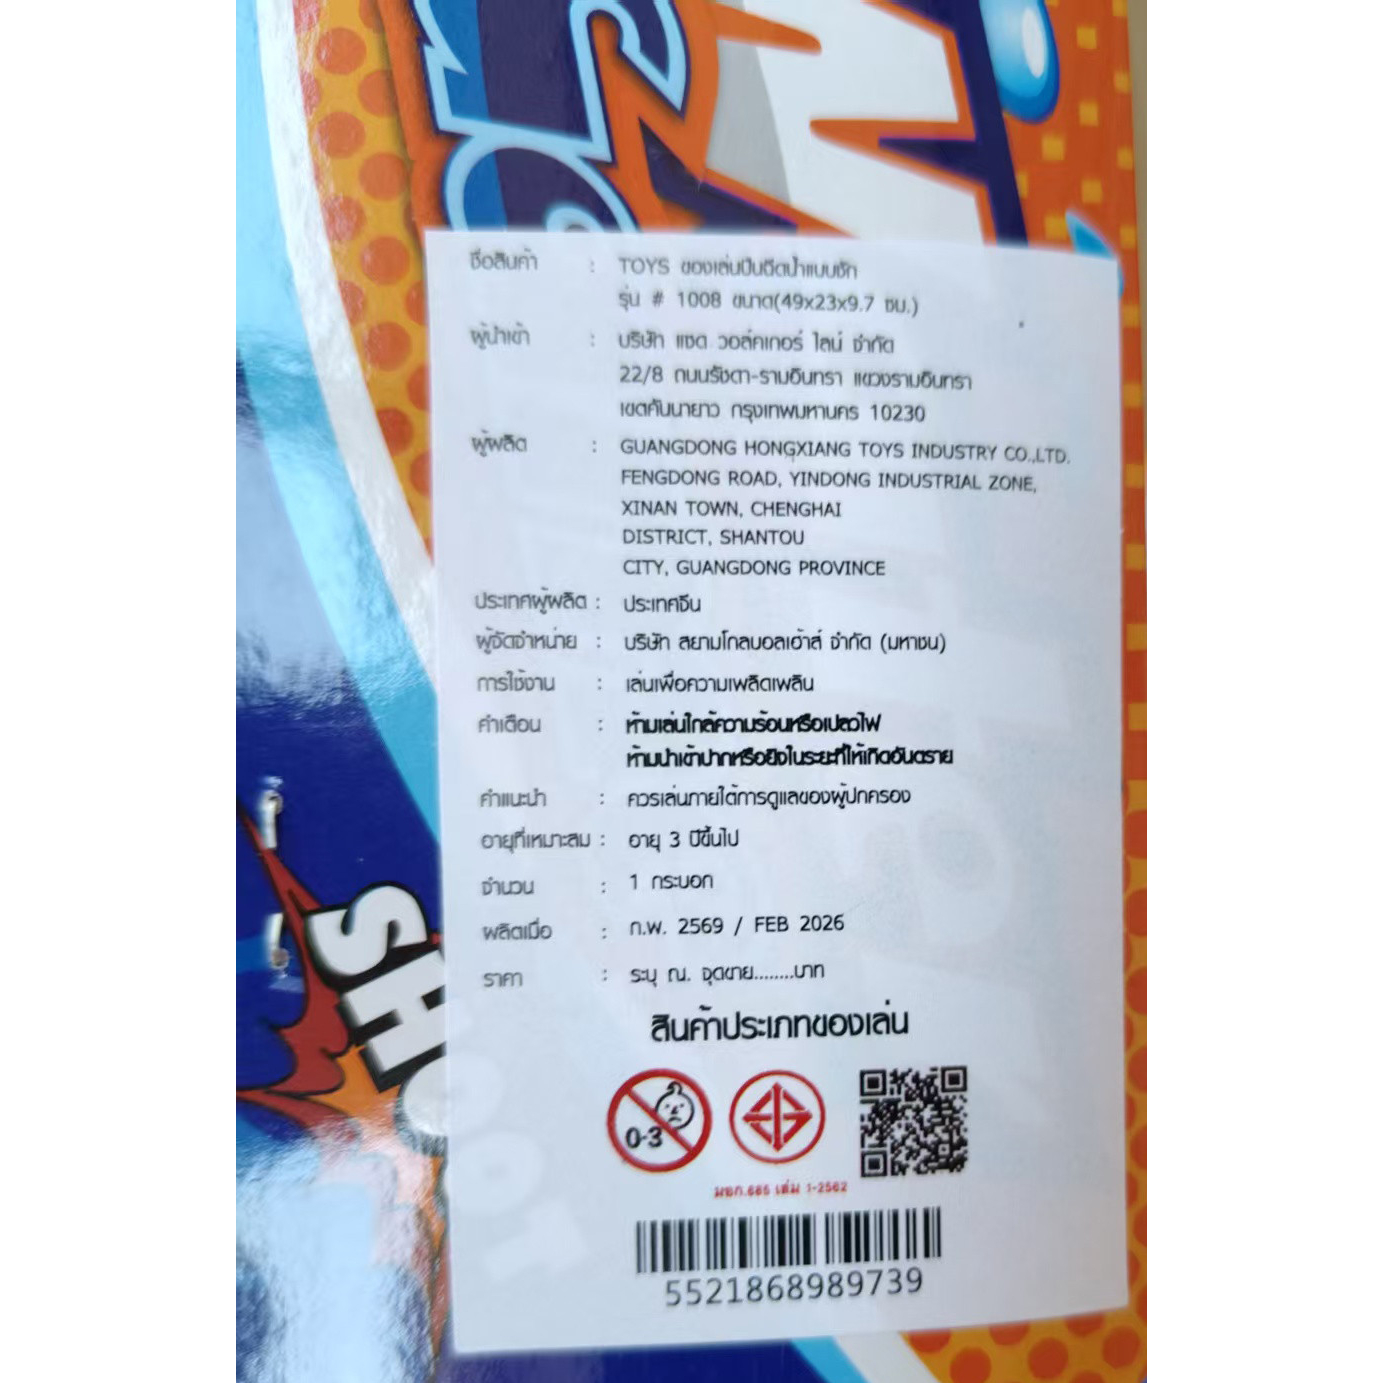 ชื่อสินค้า : TOYS ของเล่นปืนฉีดน้ำแบบชัก
รุ่น # 1008 ขนาด(49x23x9.7 ซม.)
ผู้นำเข้า : บริษัท แซด วอล์คเกอร์ ไลน์ จำกัด
22/8 ถนนรัชดา-รามอินทรา แขวงรามอินทรา
เขตคันนายาว กรุงเทพมหานคร 10230
ผู้ผลิต : GUANGDONG HONGXIANG TOYS INDUSTRY CO.,LTD.
FENGDONG ROAD, YINDONG INDUSTRIAL ZONE,
XINAN TOWN, CHENGHAI
DISTRICT, SHANTOU
CITY, GUANGDONG PROVINCE
ประเทศผู้ผลิต : ประเทศจีน
ผู้จัดจำหน่าย : บริษัท สยามโกลบอลเฮ้าส์ จำกัด (มหาชน)
การใช้งาน : เล่นเพื่อความเพลิดเพลิน
คำเตือน : ห้ามเล่นใกล้ความร้อนหรือเปลวไฟ
ห้ามนำเข้าปากหรือยิงในระยะที่ให้เกิดอันตราย
คำแนะนำ : ควรเล่นภายใต้การดูแลของผู้ปกครอง
อายุที่เหมาะสม : อายุ 3 ปีขึ้นไป
จำนวน : 1 กระบอก
ผลิตเมื่อ : ก.พ. 2569 / FEB 2026
ราคา : ระบุ ณ. จุดขาย........บาท
สินค้าประเภทของเล่น
0-3
มอก.685 เล่ม 1-2562
5521868989739
SHO